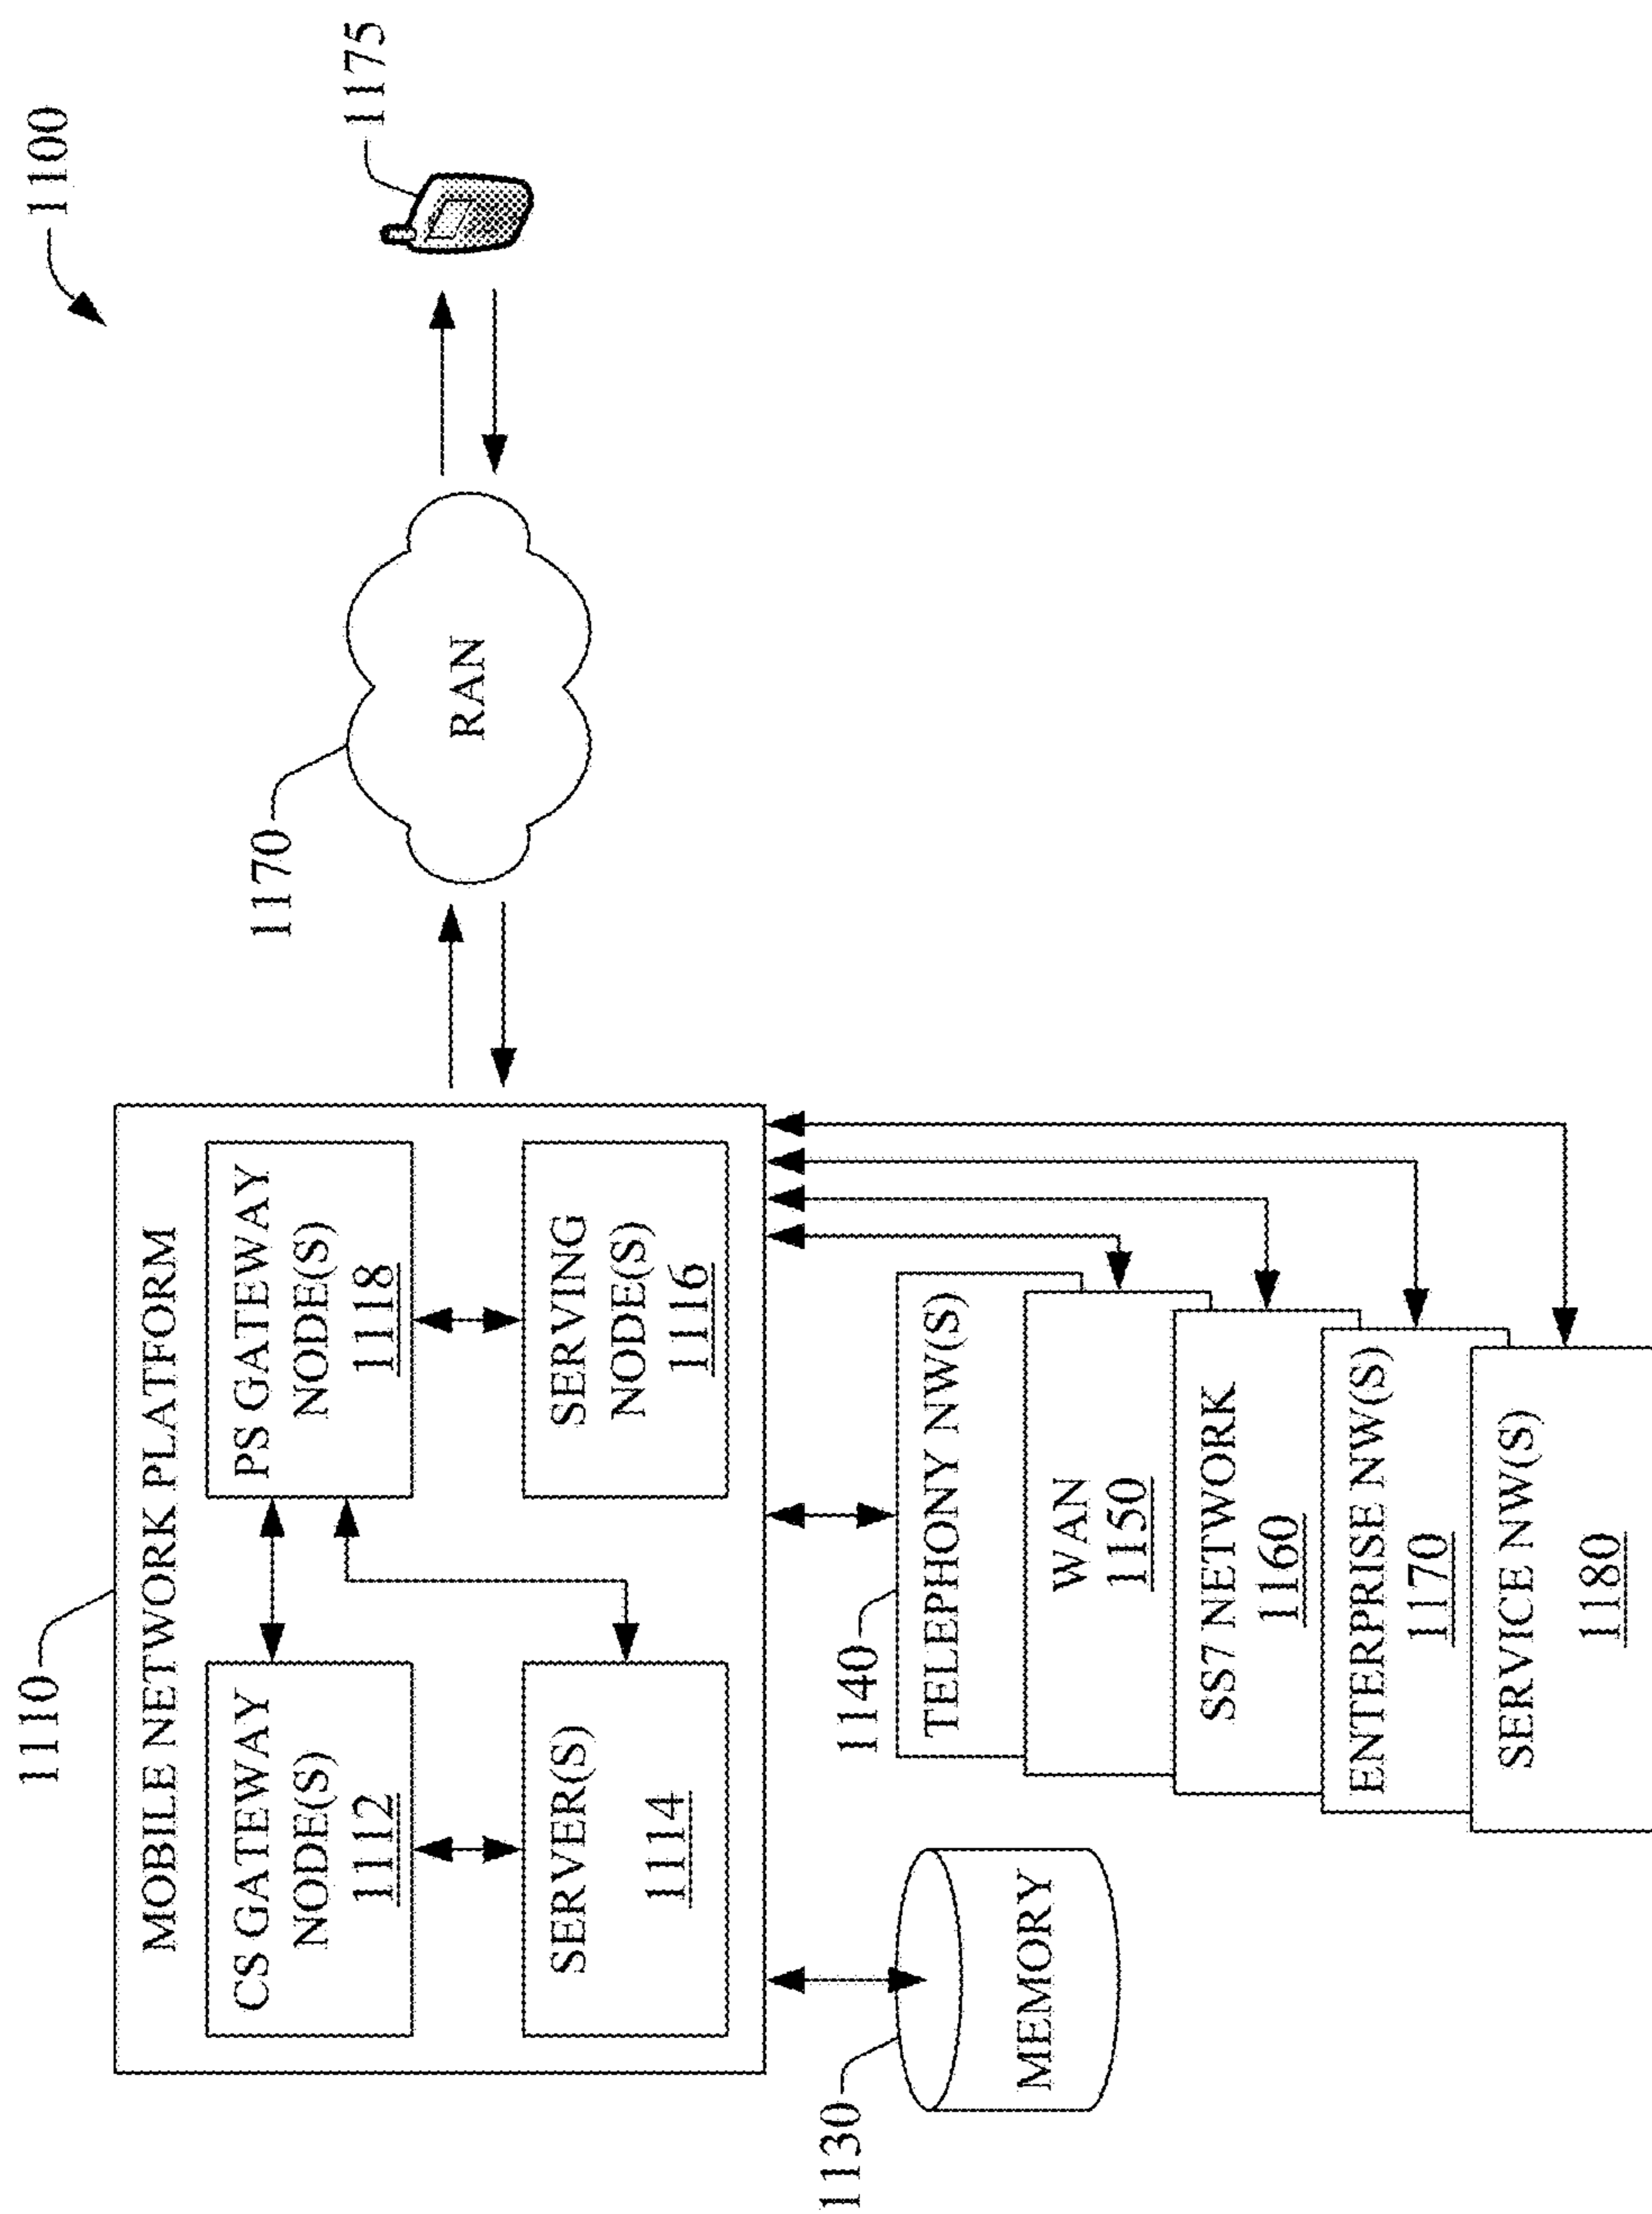 1100
1110
MOBILE NETWORK PLATFORM
CS GATEWAY
NODE(S)
1112
PS GATEWAY
NODE(S)
1118
SERVER(S)
1114
SERVING
NODE(S)
1116
1170
RAN
1175
1130
MEMORY
1140
TELEPHONY NW(S)
WAN
1150
SS7 NETWORK
1160
ENTERPRISE NW(S)
1170
SERVICE NW(S)
1180